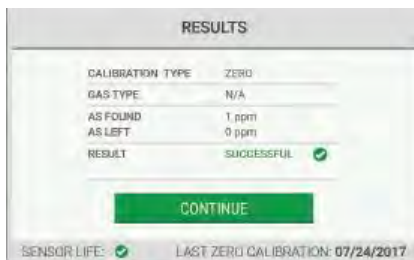 RESULTS
CALIBRATION TYPE ZERO
GAS TYPE N/A
AS FOUND 1 ppm
AS LEFT 0 ppm
RESULT SUCCESSFUL
CONTINUE
SENSOR LIFE: LAST ZERO CALIBRATION: 07/24/2017